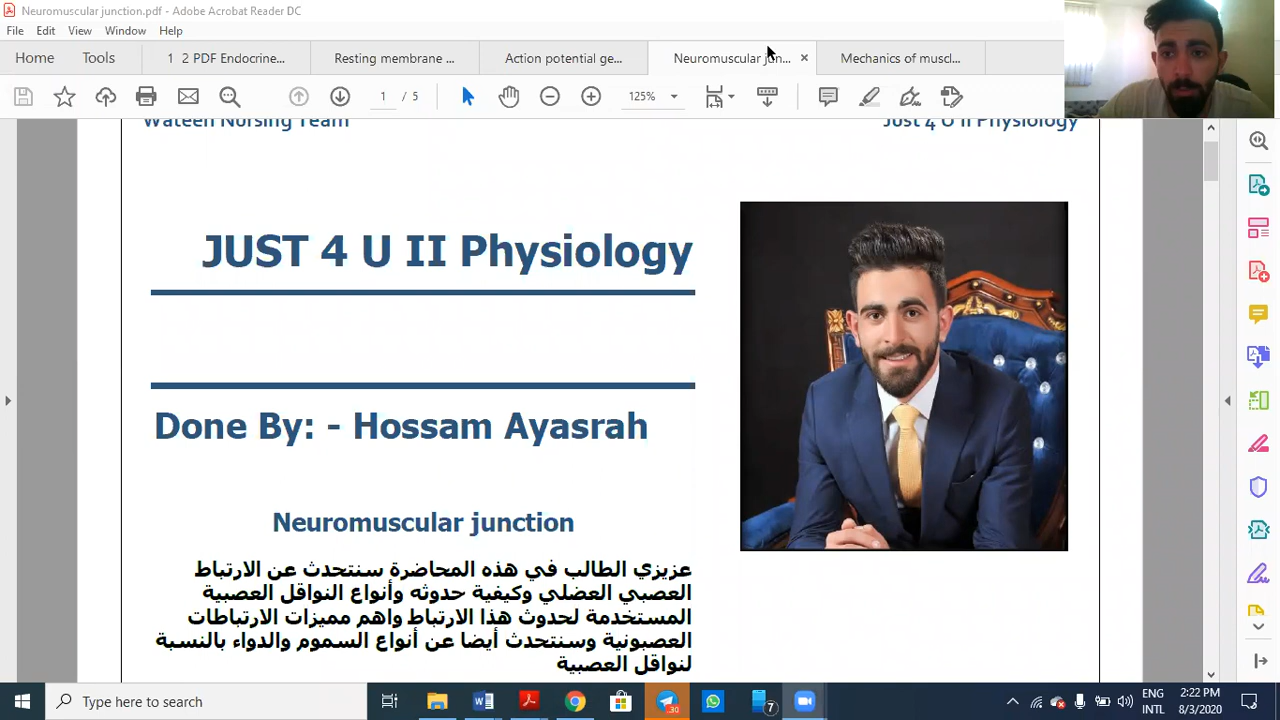 Neuromuscular junction.pdf - Adobe Acrobat Reader DC
File Edit View Window Help
Home Tools 1 2 PDF Endocrine... Resting membrane ... Action potential ge... Neuromuscular jun... × Mechanics of muscl...
1 / 5 125%
Wateen Nursing Team Just 4 U II Physiology
JUST 4 U II Physiology
Done By: - Hossam Ayasrah
Neuromuscular junction
عزيزي الطالب في هذه المحاضرة سنتحدث عن الارتباط
العصبي العضلي وكيفية حدوثه وأنواع النواقل العصبية
المستخدمة لحدوث هذا الارتباط واهم مميزات الارتباطات
العصبونية وسنتحدث أيضا عن أنواع السموم والدواء بالنسبة
لنواقل العصبية
Type here to search 30 7 ENG 2:22 PM
INTL 8/3/2020